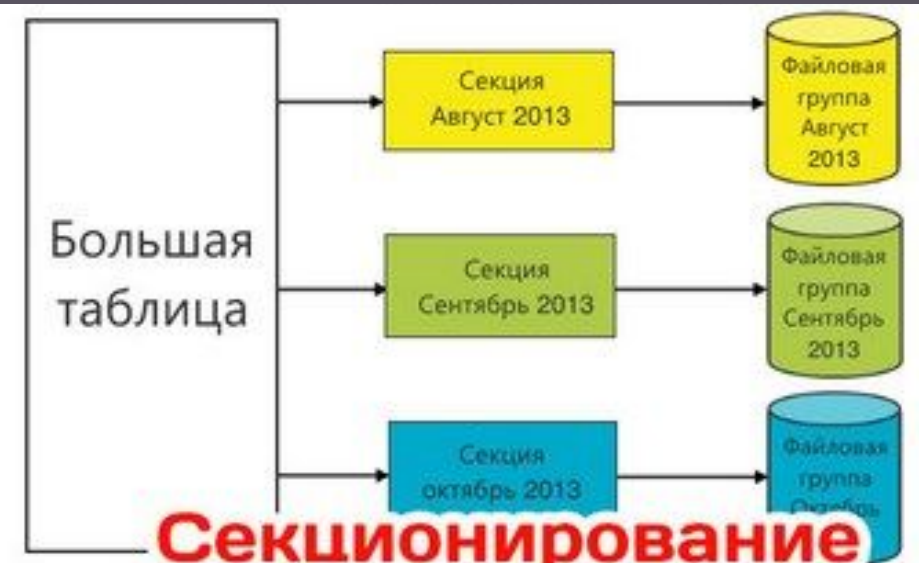 Большая
таблица
Секция
Август 2013
Файловая
группа
Август
2013
Секция
Сентябрь 2013
Файловая
группа
Сентябрь
2013
Секция
октябрь 2013
Файловая
группа
Октябрь
Секционирование